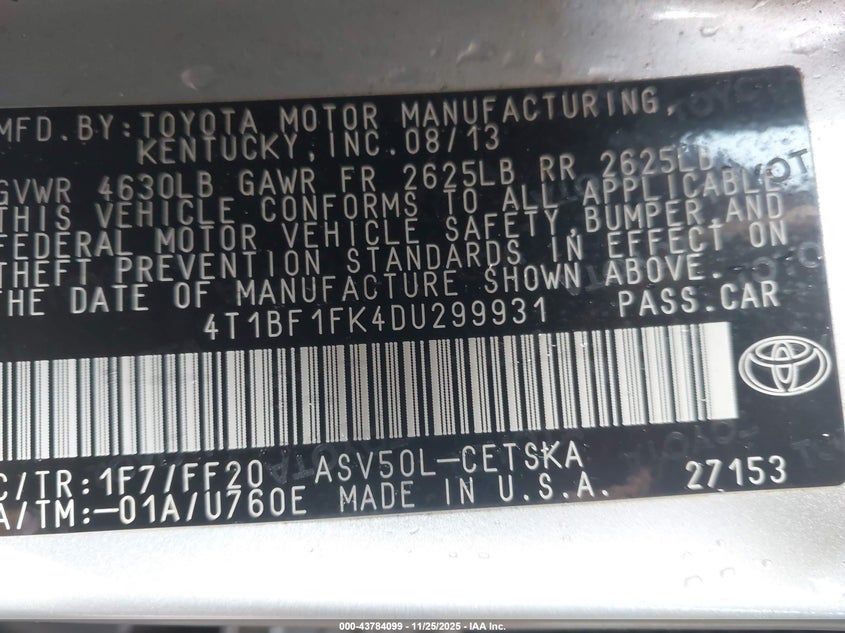 MFD. BY: TOYOTA MOTOR MANUFACTURING,
KENTUCKY, INC. 08/13
GVWR 4630LB GAWR FR 2625LB RR 2625LB
THIS VEHICLE CONFORMS TO ALL APPLICABLE
FEDERAL MOTOR VEHICLE SAFETY, BUMPER, AND
THEFT PREVENTION STANDARDS IN EFFECT ON
THE DATE OF MANUFACTURE SHOWN ABOVE.
4T1BF1FK4DU299931 PASS. CAR
C/TR: 1F7/FF20 ASV50L-CETSKA
A/TM: -01A/U760E MADE IN U.S.A. 27153
000-43784099 - 11/25/2025 - IAA Inc.